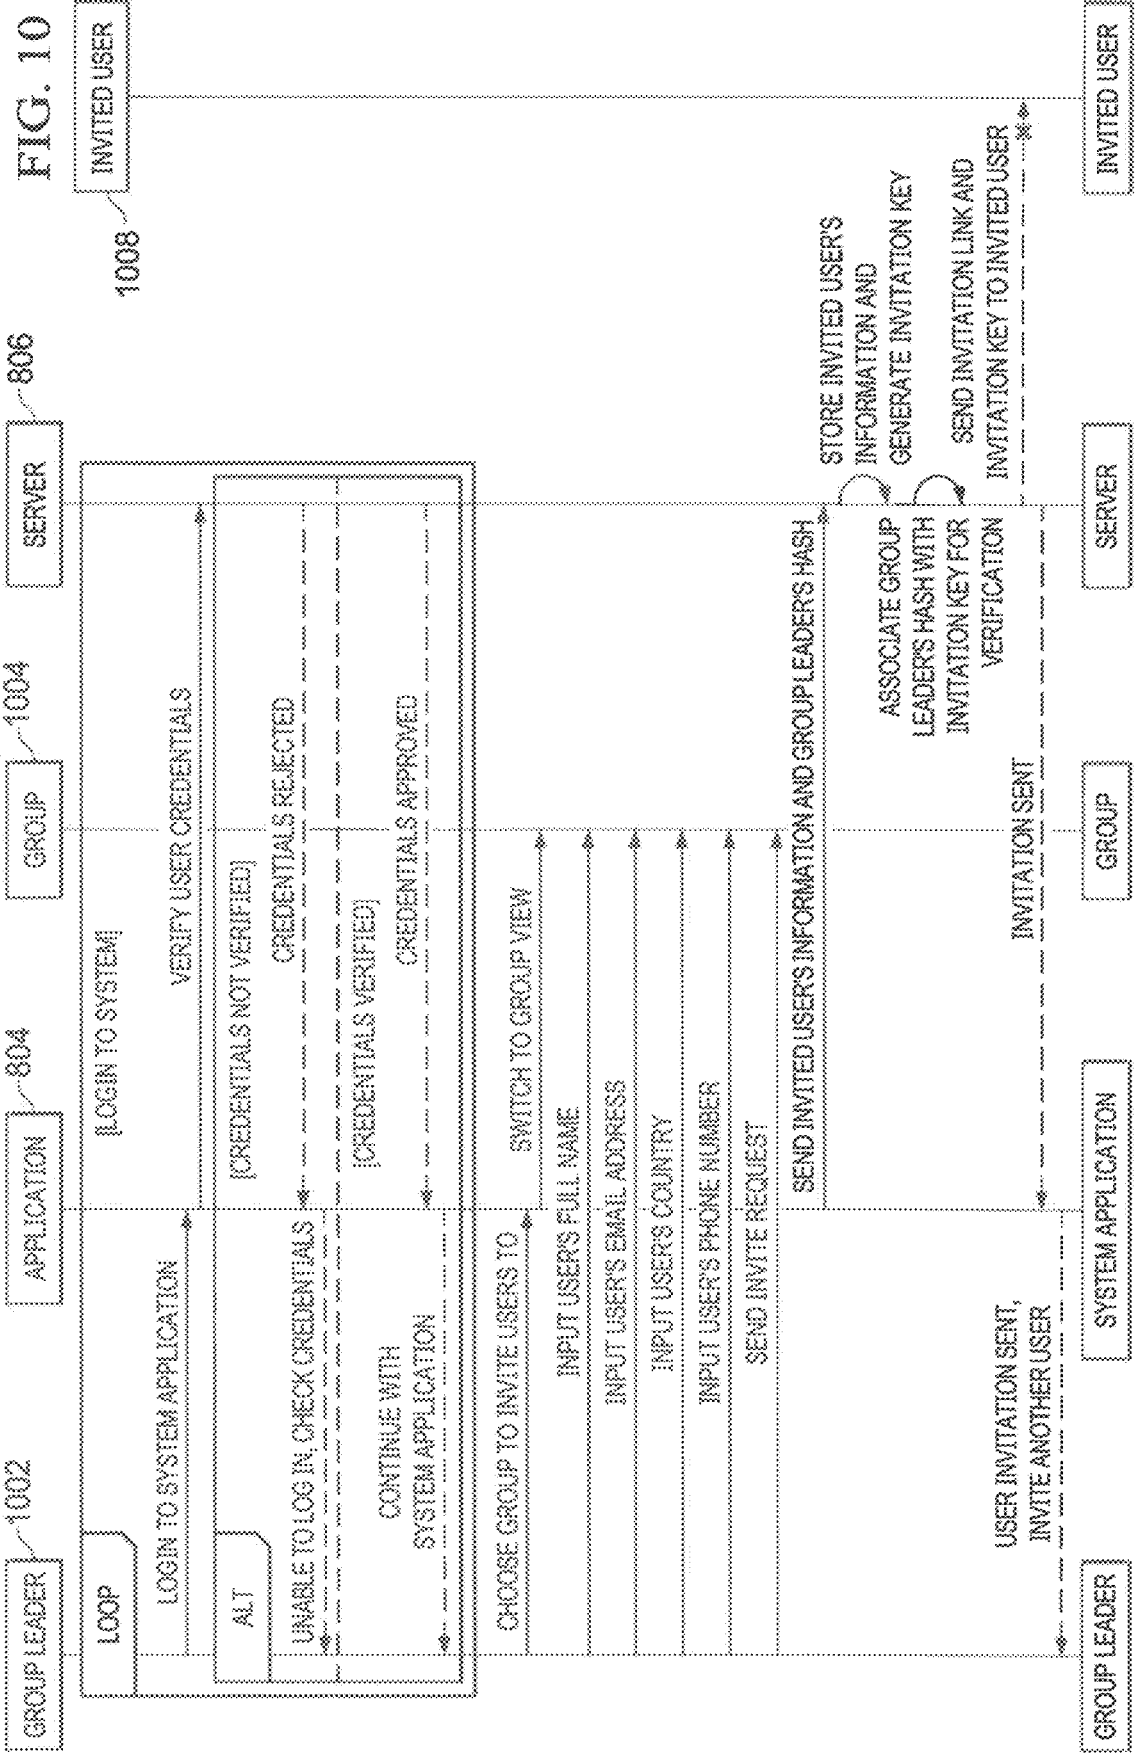 FIG. 10
GROUP LEADER
1002
APPLICATION
804
GROUP
1004
SERVER
806
INVITED USER
1008
LOOP
[LOGIN TO SYSTEM]
LOGIN TO SYSTEM APPLICATION
VERIFY USER CREDENTIALS
ALT
[CREDENTIALS NOT VERIFIED]
CREDENTIALS REJECTED
UNABLE TO LOG IN, CHECK CREDENTIALS
[CREDENTIALS VERIFIED]
CREDENTIALS APPROVED
CONTINUE WITH
SYSTEM APPLICATION
CHOOSE GROUP TO INVITE USERS TO
SWITCH TO GROUP VIEW
INPUT USER'S FULL NAME
INPUT USER'S EMAIL ADDRESS
INPUT USER'S COUNTRY
INPUT USER'S PHONE NUMBER
SEND INVITE REQUEST
SEND INVITED USER'S INFORMATION AND GROUP LEADER'S HASH
STORE INVITED USER'S
INFORMATION AND
GENERATE INVITATION KEY
ASSOCIATE GROUP
LEADER'S HASH WITH
INVITATION KEY FOR
VERIFICATION
SEND INVITATION LINK AND
INVITATION KEY TO INVITED USER
INVITATION SENT
USER INVITATION SENT,
INVITE ANOTHER USER
GROUP LEADER
SYSTEM APPLICATION
GROUP
SERVER
INVITED USER